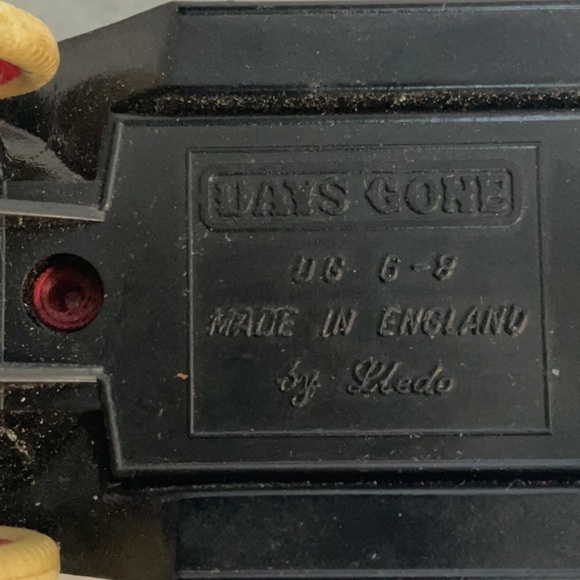 DAYS GONE
DG 6-8
MADE IN ENGLAND
by Lledo